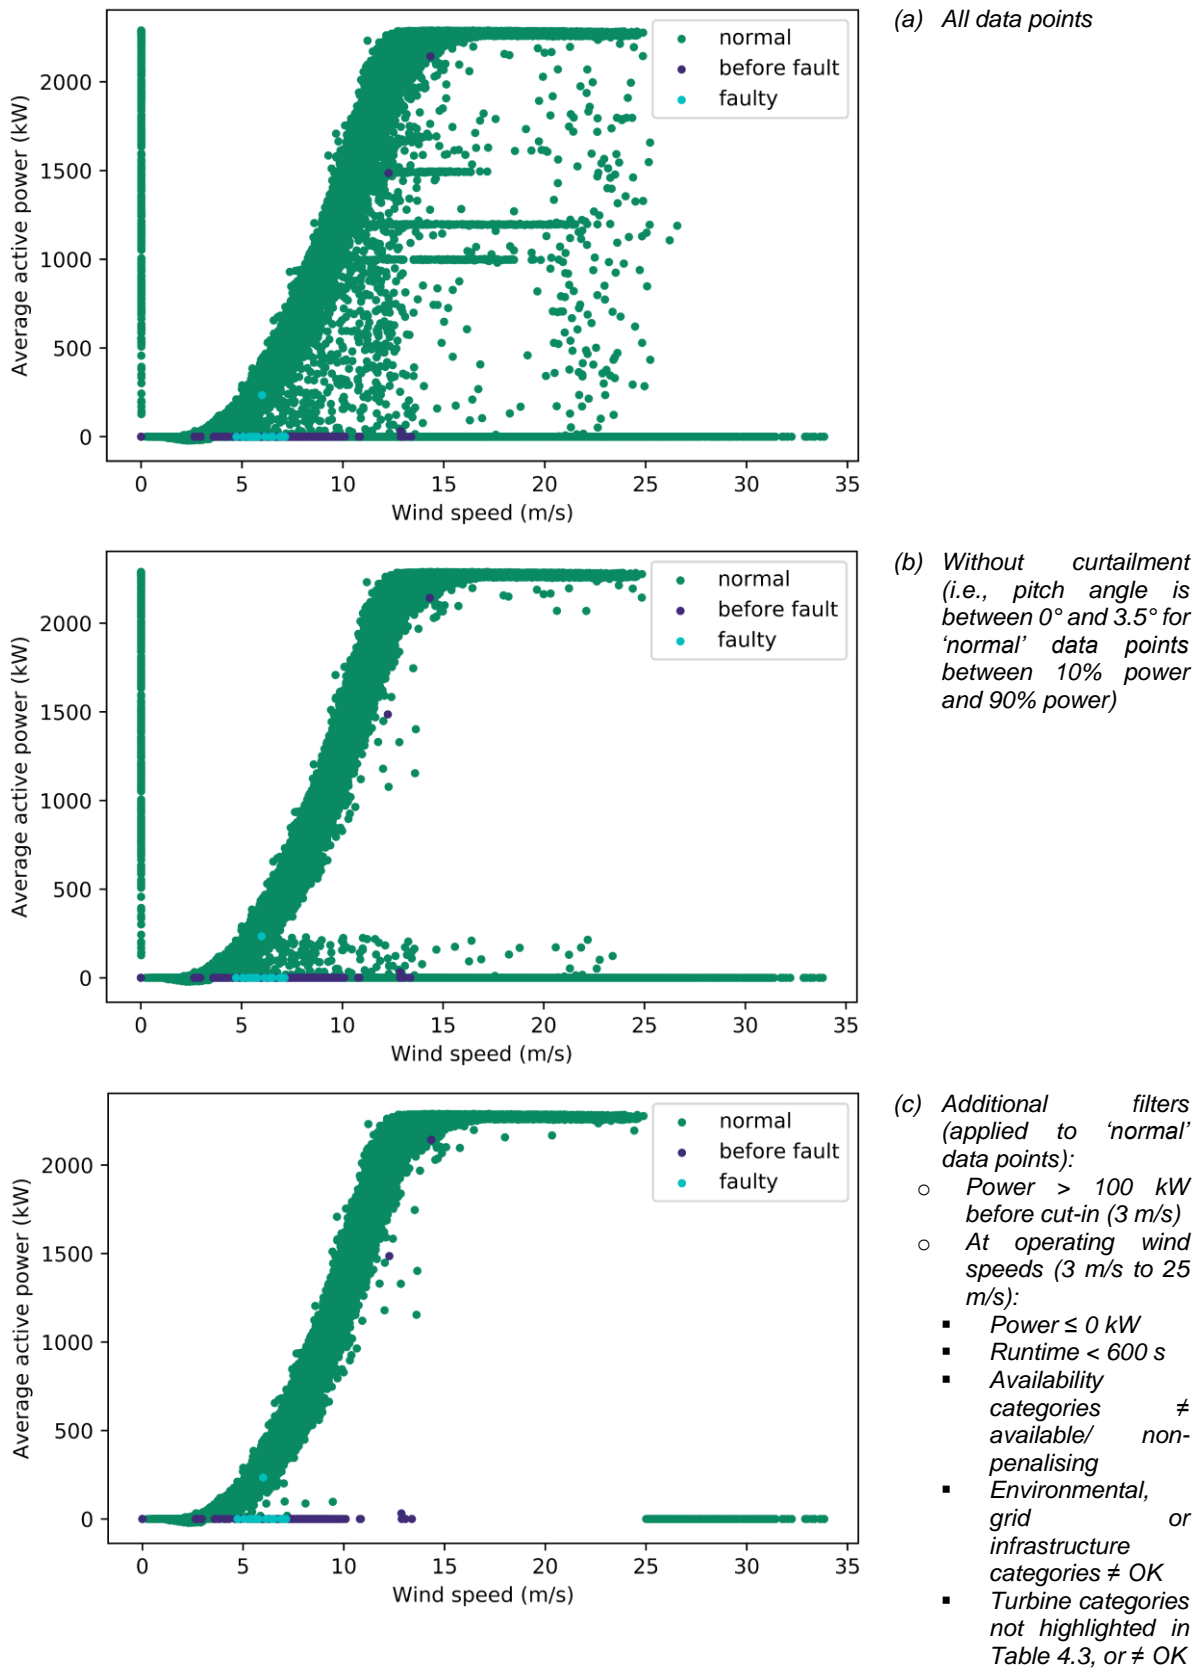 (a) All data points
2000
1500
1000
500
0
Average active power (kW)
normal
before fault
faulty
0 5 10 15 20 25 30 35
Wind speed (m/s)
(b) Without curtailment
(i.e., pitch angle is
between 0° and 3.5° for
‘normal’ data points
between 10% power
and 90% power)
2000
1500
1000
500
0
Average active power (kW)
normal
before fault
faulty
0 5 10 15 20 25 30 35
Wind speed (m/s)
(c) Additional filters
(applied to ‘normal’
data points):
o Power > 100 kW
before cut-in (3 m/s)
o At operating wind
speeds (3 m/s to 25
m/s):
▪ Power ≤ 0 kW
▪ Runtime < 600 s
▪ Availability
categories ≠
available/ non-
penalising
▪ Environmental,
grid or
infrastructure
categories ≠ OK
▪ Turbine categories
not highlighted in
Table 4.3, or ≠ OK
2000
1500
1000
500
0
Average active power (kW)
normal
before fault
faulty
0 5 10 15 20 25 30 35
Wind speed (m/s)